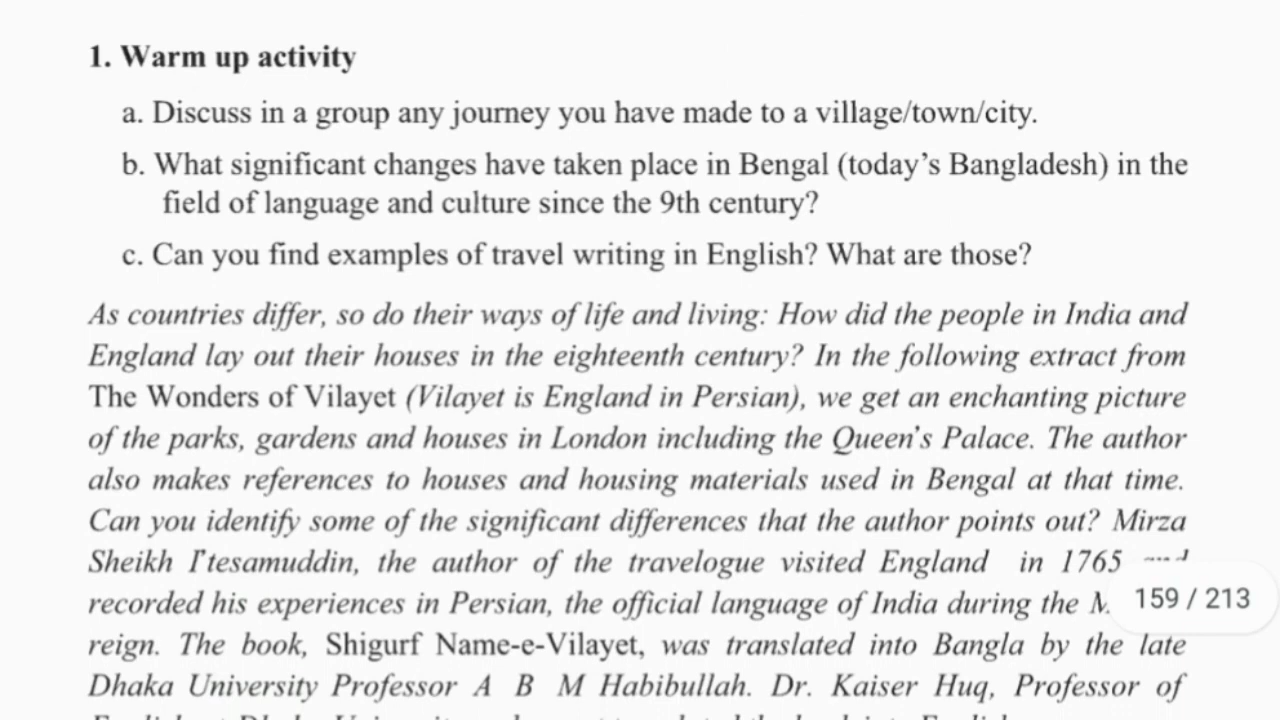 1. Warm up activity
a. Discuss in a group any journey you have made to a village/town/city.
b. What significant changes have taken place in Bengal (today's Bangladesh) in the
field of language and culture since the 9th century?
c. Can you find examples of travel writing in English? What are those?
As countries differ, so do their ways of life and living: How did the people in India and
England lay out their houses in the eighteenth century? In the following extract from
The Wonders of Vilayet (Vilayet is England in Persian), we get an enchanting picture
of the parks, gardens and houses in London including the Queen's Palace. The author
also makes references to houses and housing materials used in Bengal at that time.
Can you identify some of the significant differences that the author points out? Mirza
Sheikh I'tesamuddin, the author of the travelogue visited England in 1765
recorded his experiences in Persian, the official language of India during the
159 / 213
reign. The book, Shigurf Name-e-Vilayet, was translated into Bangla by the late
Dhaka University Professor A B M Habibullah. Dr. Kaiser Huq, Professor of